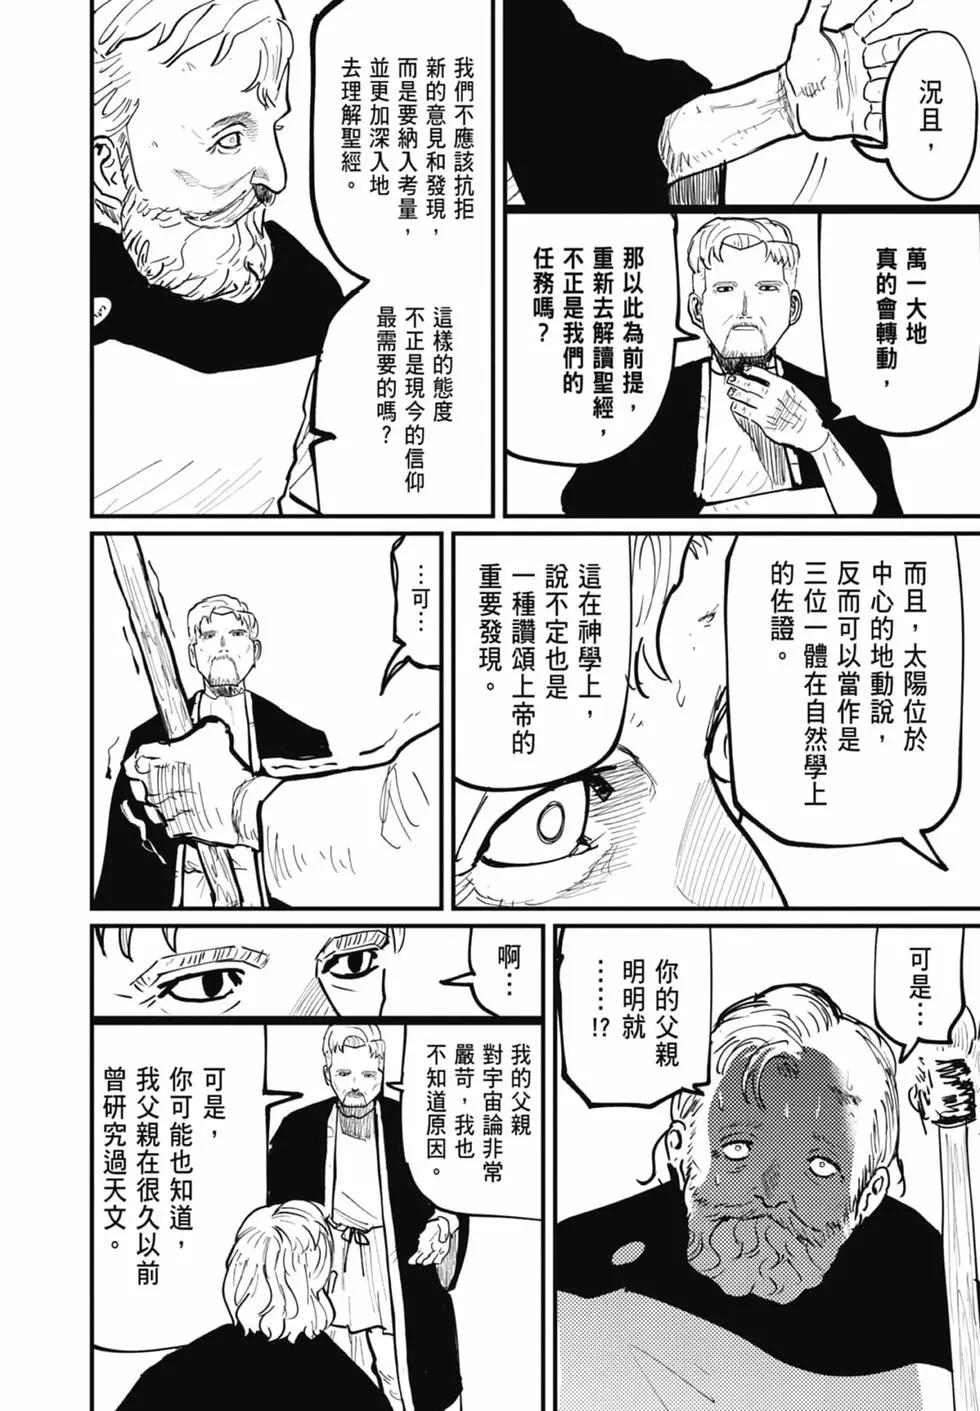 況且，
萬一大地
真的會轉動，
那以此為前提，
重新去解讀聖經，
不正是我們的
任務嗎？
我們不應該抗拒
新的意見和發現，
而是要納入考量，
並更加深入地
去理解聖經。
這樣的態度
不正是現今的信仰
最需要的嗎？
而且，太陽位於
中心的地動說，
反而可以當作是
三位一體在自然學上
的佐證。
這在神學上，
說不定也是
一種讚頌上帝的
重要發現。
…可…
可是…
你的父親
明明就
……!?
啊…
我的父親
對宇宙論非常
嚴苛，我也
不知道原因。
可是，
你可能也知道，
我父親在很久以前
曾研究過天文。